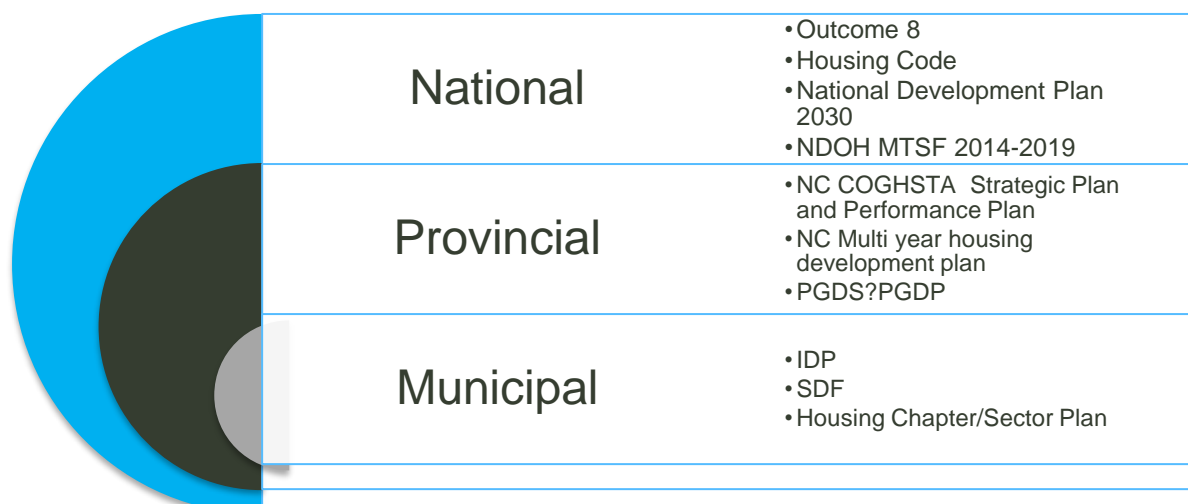 National
•Outcome 8
•Housing Code
•National Development Plan
2030
•NDOH MTSF 2014-2019
Provincial
•NC COGHSTA  Strategic Plan
and Performance Plan
•NC Multi year housing
development plan
•PGDS?PGDP
Municipal
•IDP
•SDF
•Housing Chapter/Sector Plan